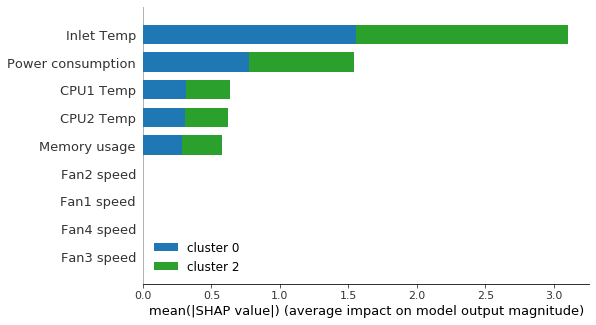 Inlet Temp
Power consumption
CPU1 Temp
CPU2 Temp
Memory usage
Fan2 speed
Fan1 speed
Fan4 speed
Fan3 speed
cluster 0
cluster 2
0.0 0.5 1.0 1.5 2.0 2.5 3.0
mean(|SHAP value|) (average impact on model output magnitude)